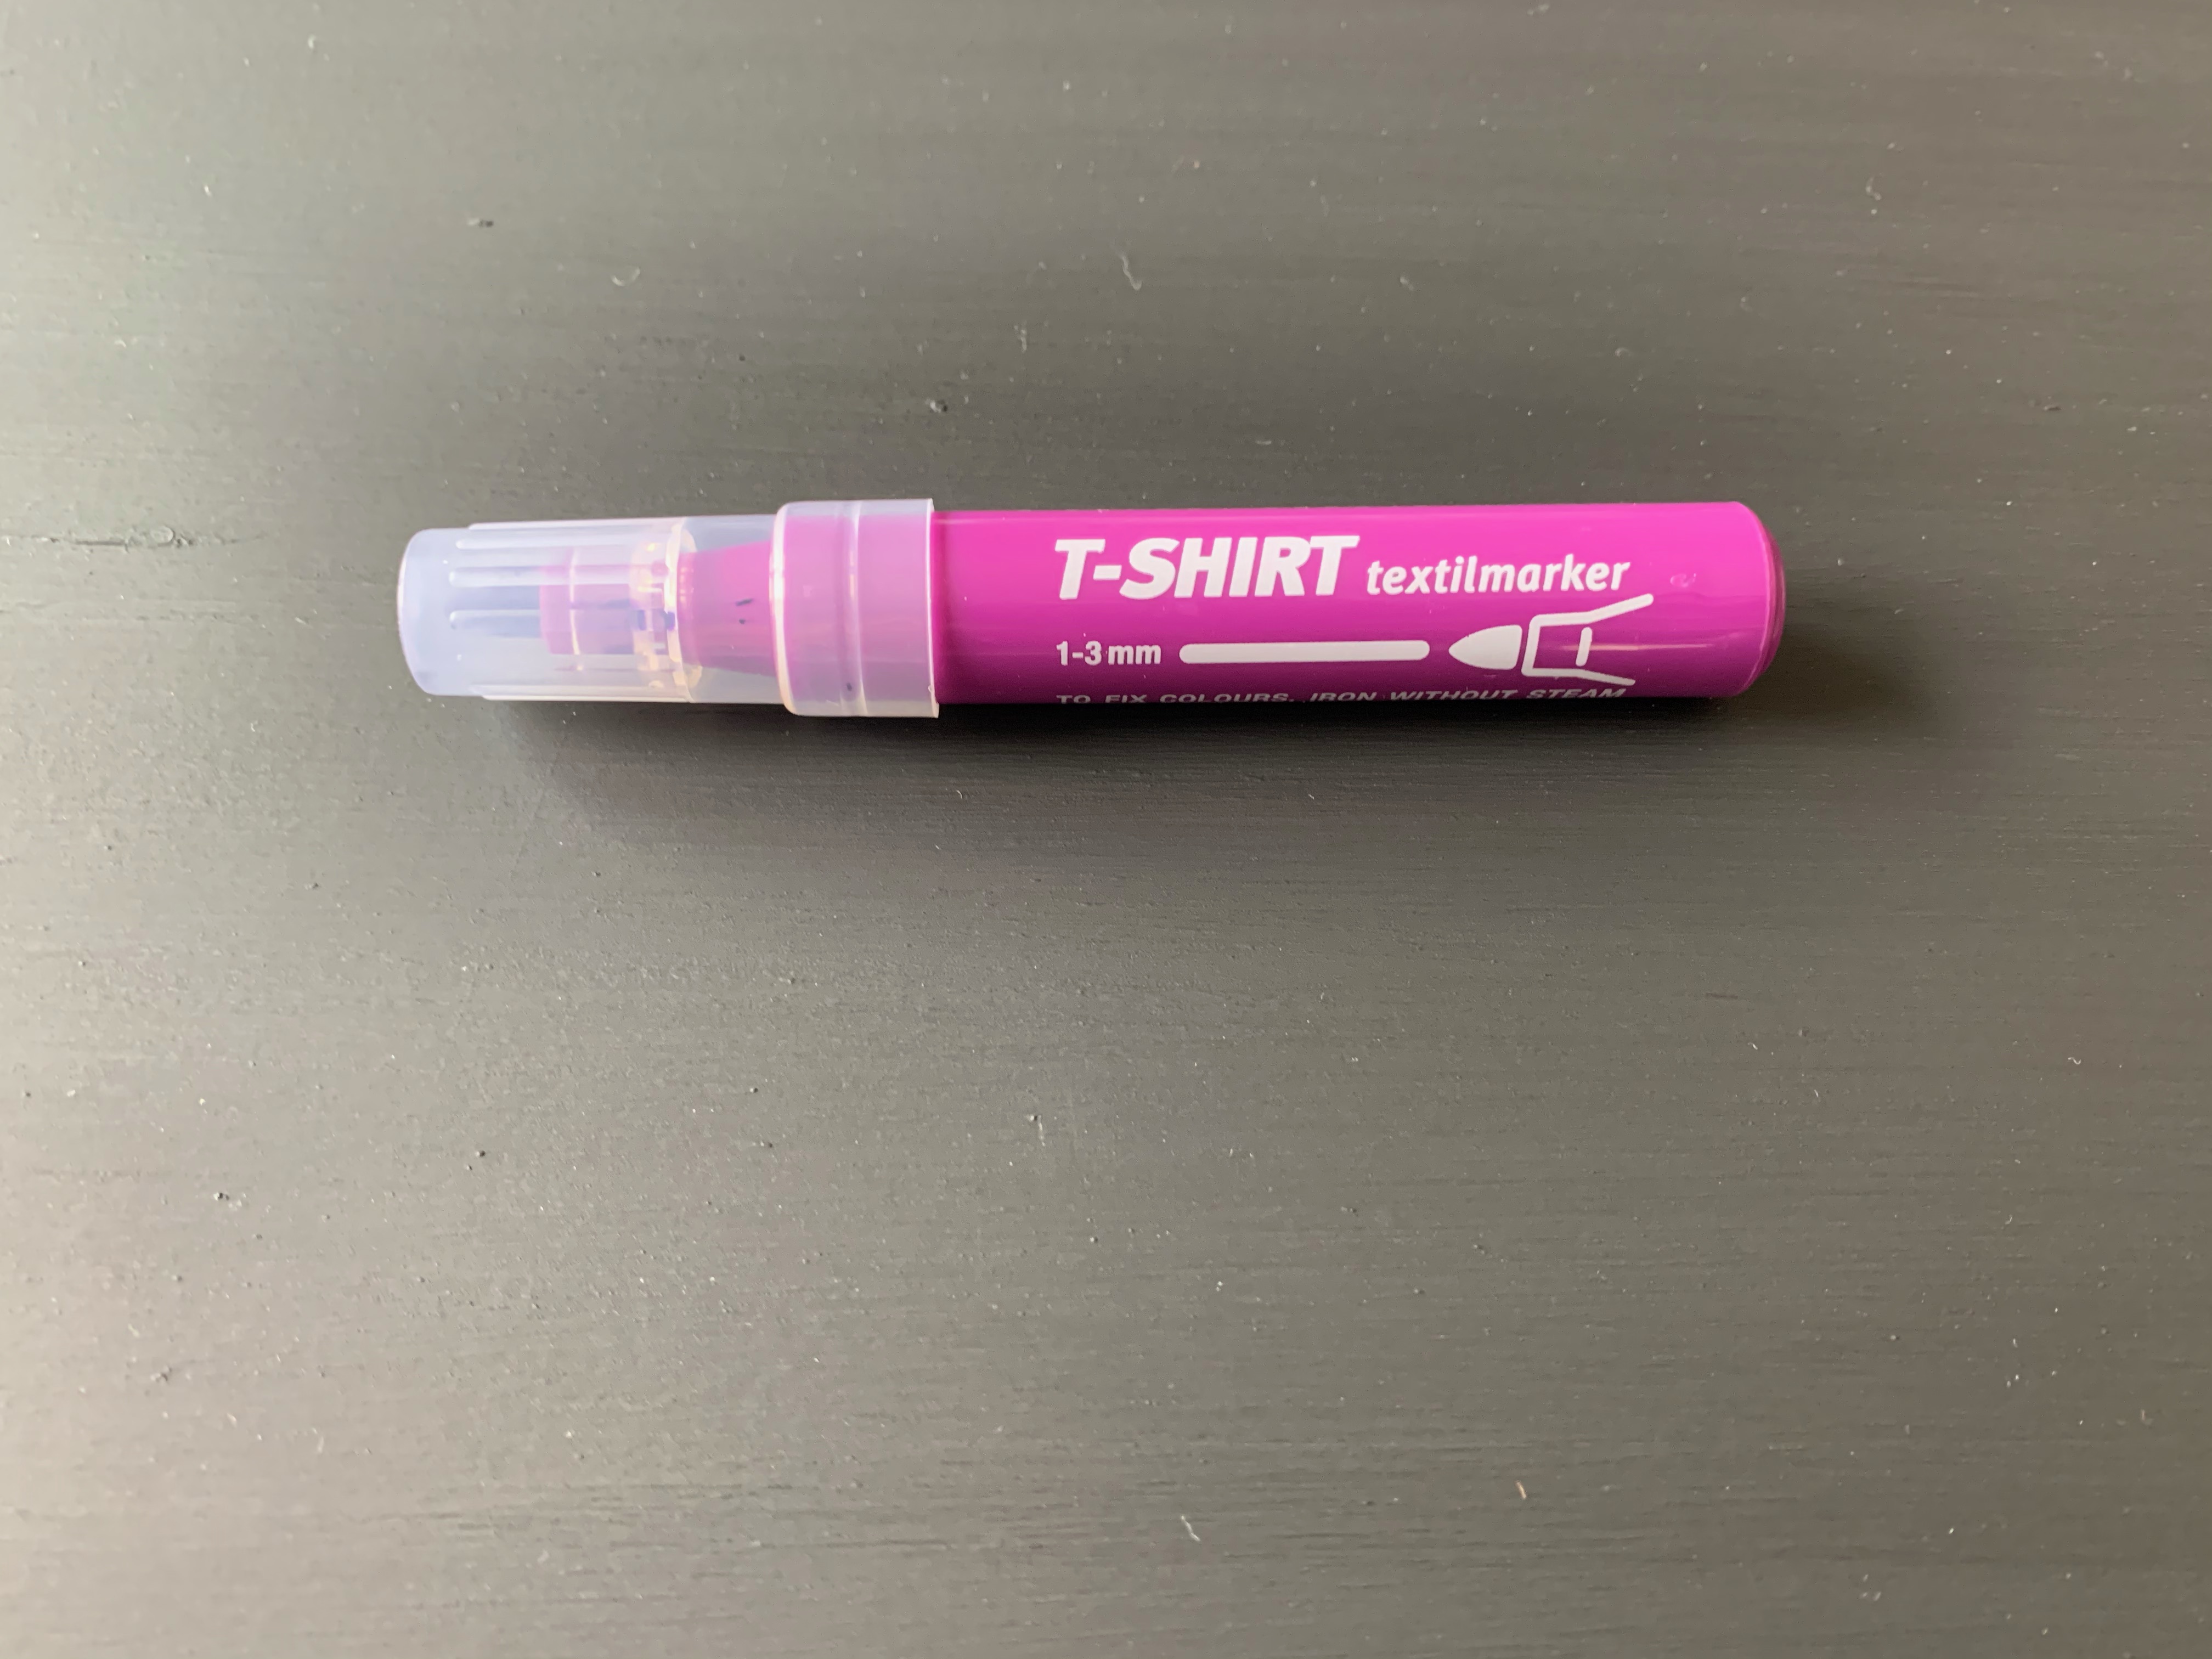 T-SHIRT textilmarker
1-3 mm
TO FIX COLOURS, IRON WITHOUT STEAM